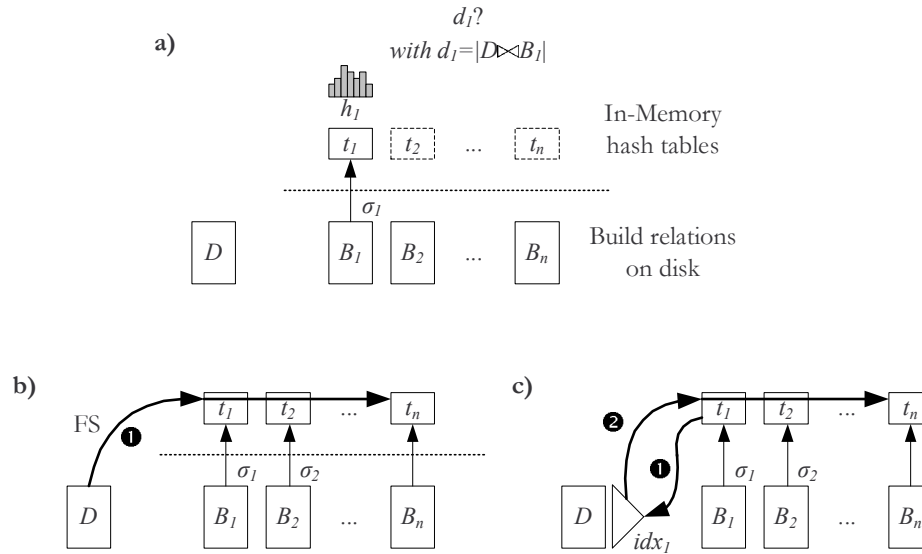 a)
d₁?
with d₁=|D⋈B₁|
h₁
t₁ t₂ ... tₙ
In-Memory
hash tables
σ₁
D B₁ B₂ ... Bₙ
Build relations
on disk
b)
FS
❶
t₁ t₂ ... tₙ
σ₁ σ₂
D B₁ B₂ ... Bₙ
c)
❷
❶
t₁ t₂ ... tₙ
σ₁ σ₂
D idx₁ B₁ B₂ ... Bₙ